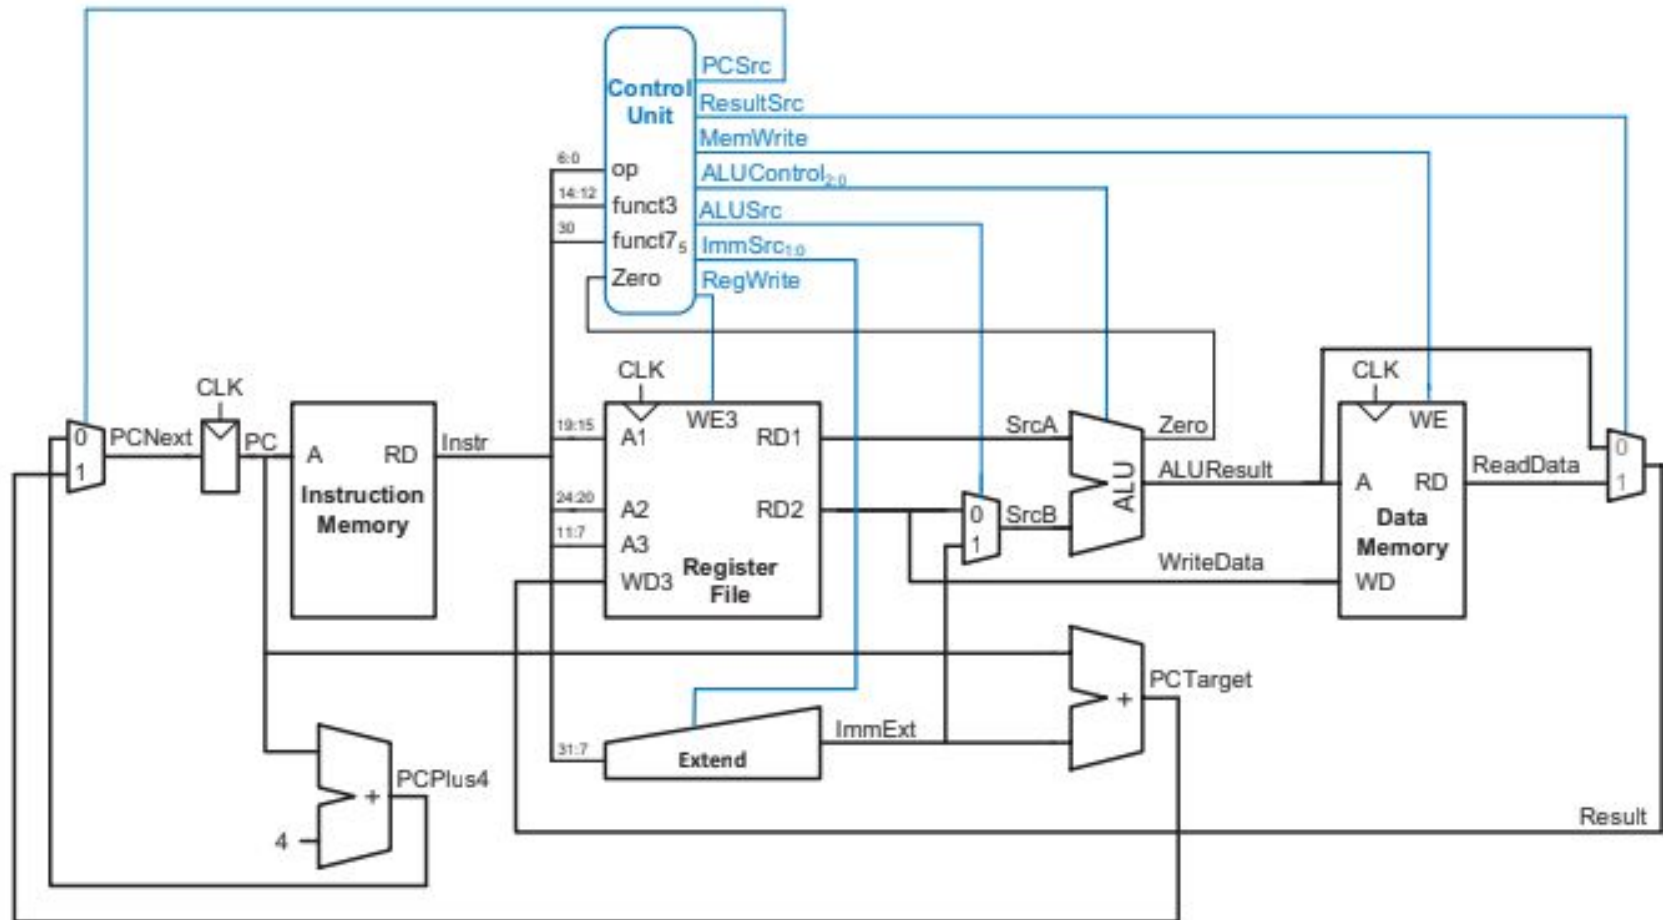 PCSrc
Control
Unit
ResultSrc
MemWrite
6:0
op
ALUControl2:0
14:12
funct3
ALUSrc
30
funct75
ImmSrc1:0
Zero
RegWrite
CLK
CLK
CLK
0
PCNext
PC
A
RD
Instr
19:15
A1
WE3
RD1
SrcA
Zero
WE
0
1
Instruction
Memory
24:20
A2
RD2
0
SrcB
ALU
ALUResult
A
RD
ReadData
1
11:7
A3
1
Data
Memory
WD3
Register
File
WriteData
WD
PCTarget
+
ImmExt
31:7
Extend
PCPlus4
+
4
Result